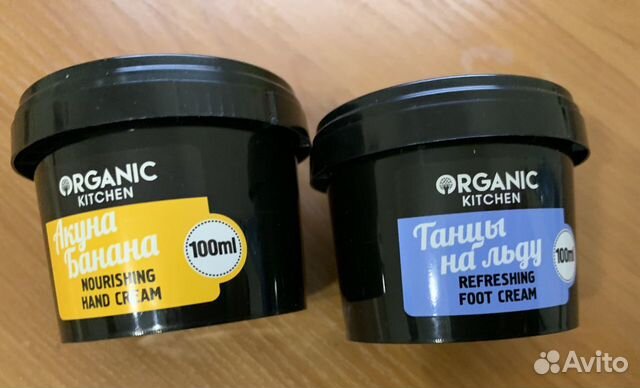 ORGANIC
KITCHEN
Акуна
Банана
100ml
NOURISHING
HAND CREAM
ORGANIC
KITCHEN
Танцы
на льду
100ml
REFRESHING
FOOT CREAM
Avito